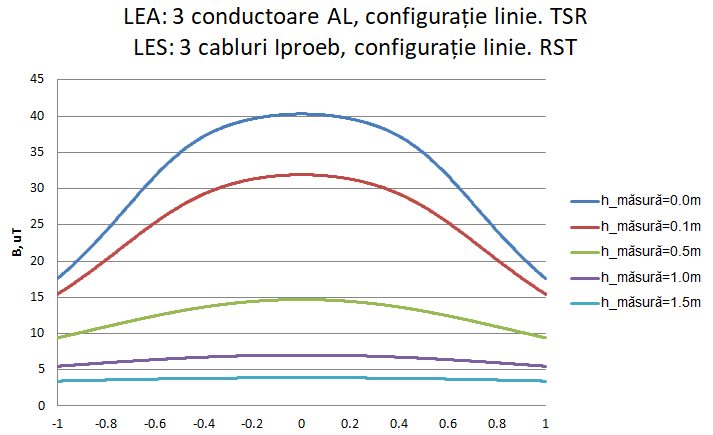 LEA: 3 conductoare AL, configurație linie. TSR
LES: 3 cabluri Iproeb, configurație linie. RST
45
40
35
30
25
20
15
10
5
0
B, uT
-1 -0.8 -0.6 -0.4 -0.2 0 0.2 0.4 0.6 0.8 1
h_măsură=0.0m
h_măsură=0.1m
h_măsură=0.5m
h_măsură=1.0m
h_măsură=1.5m